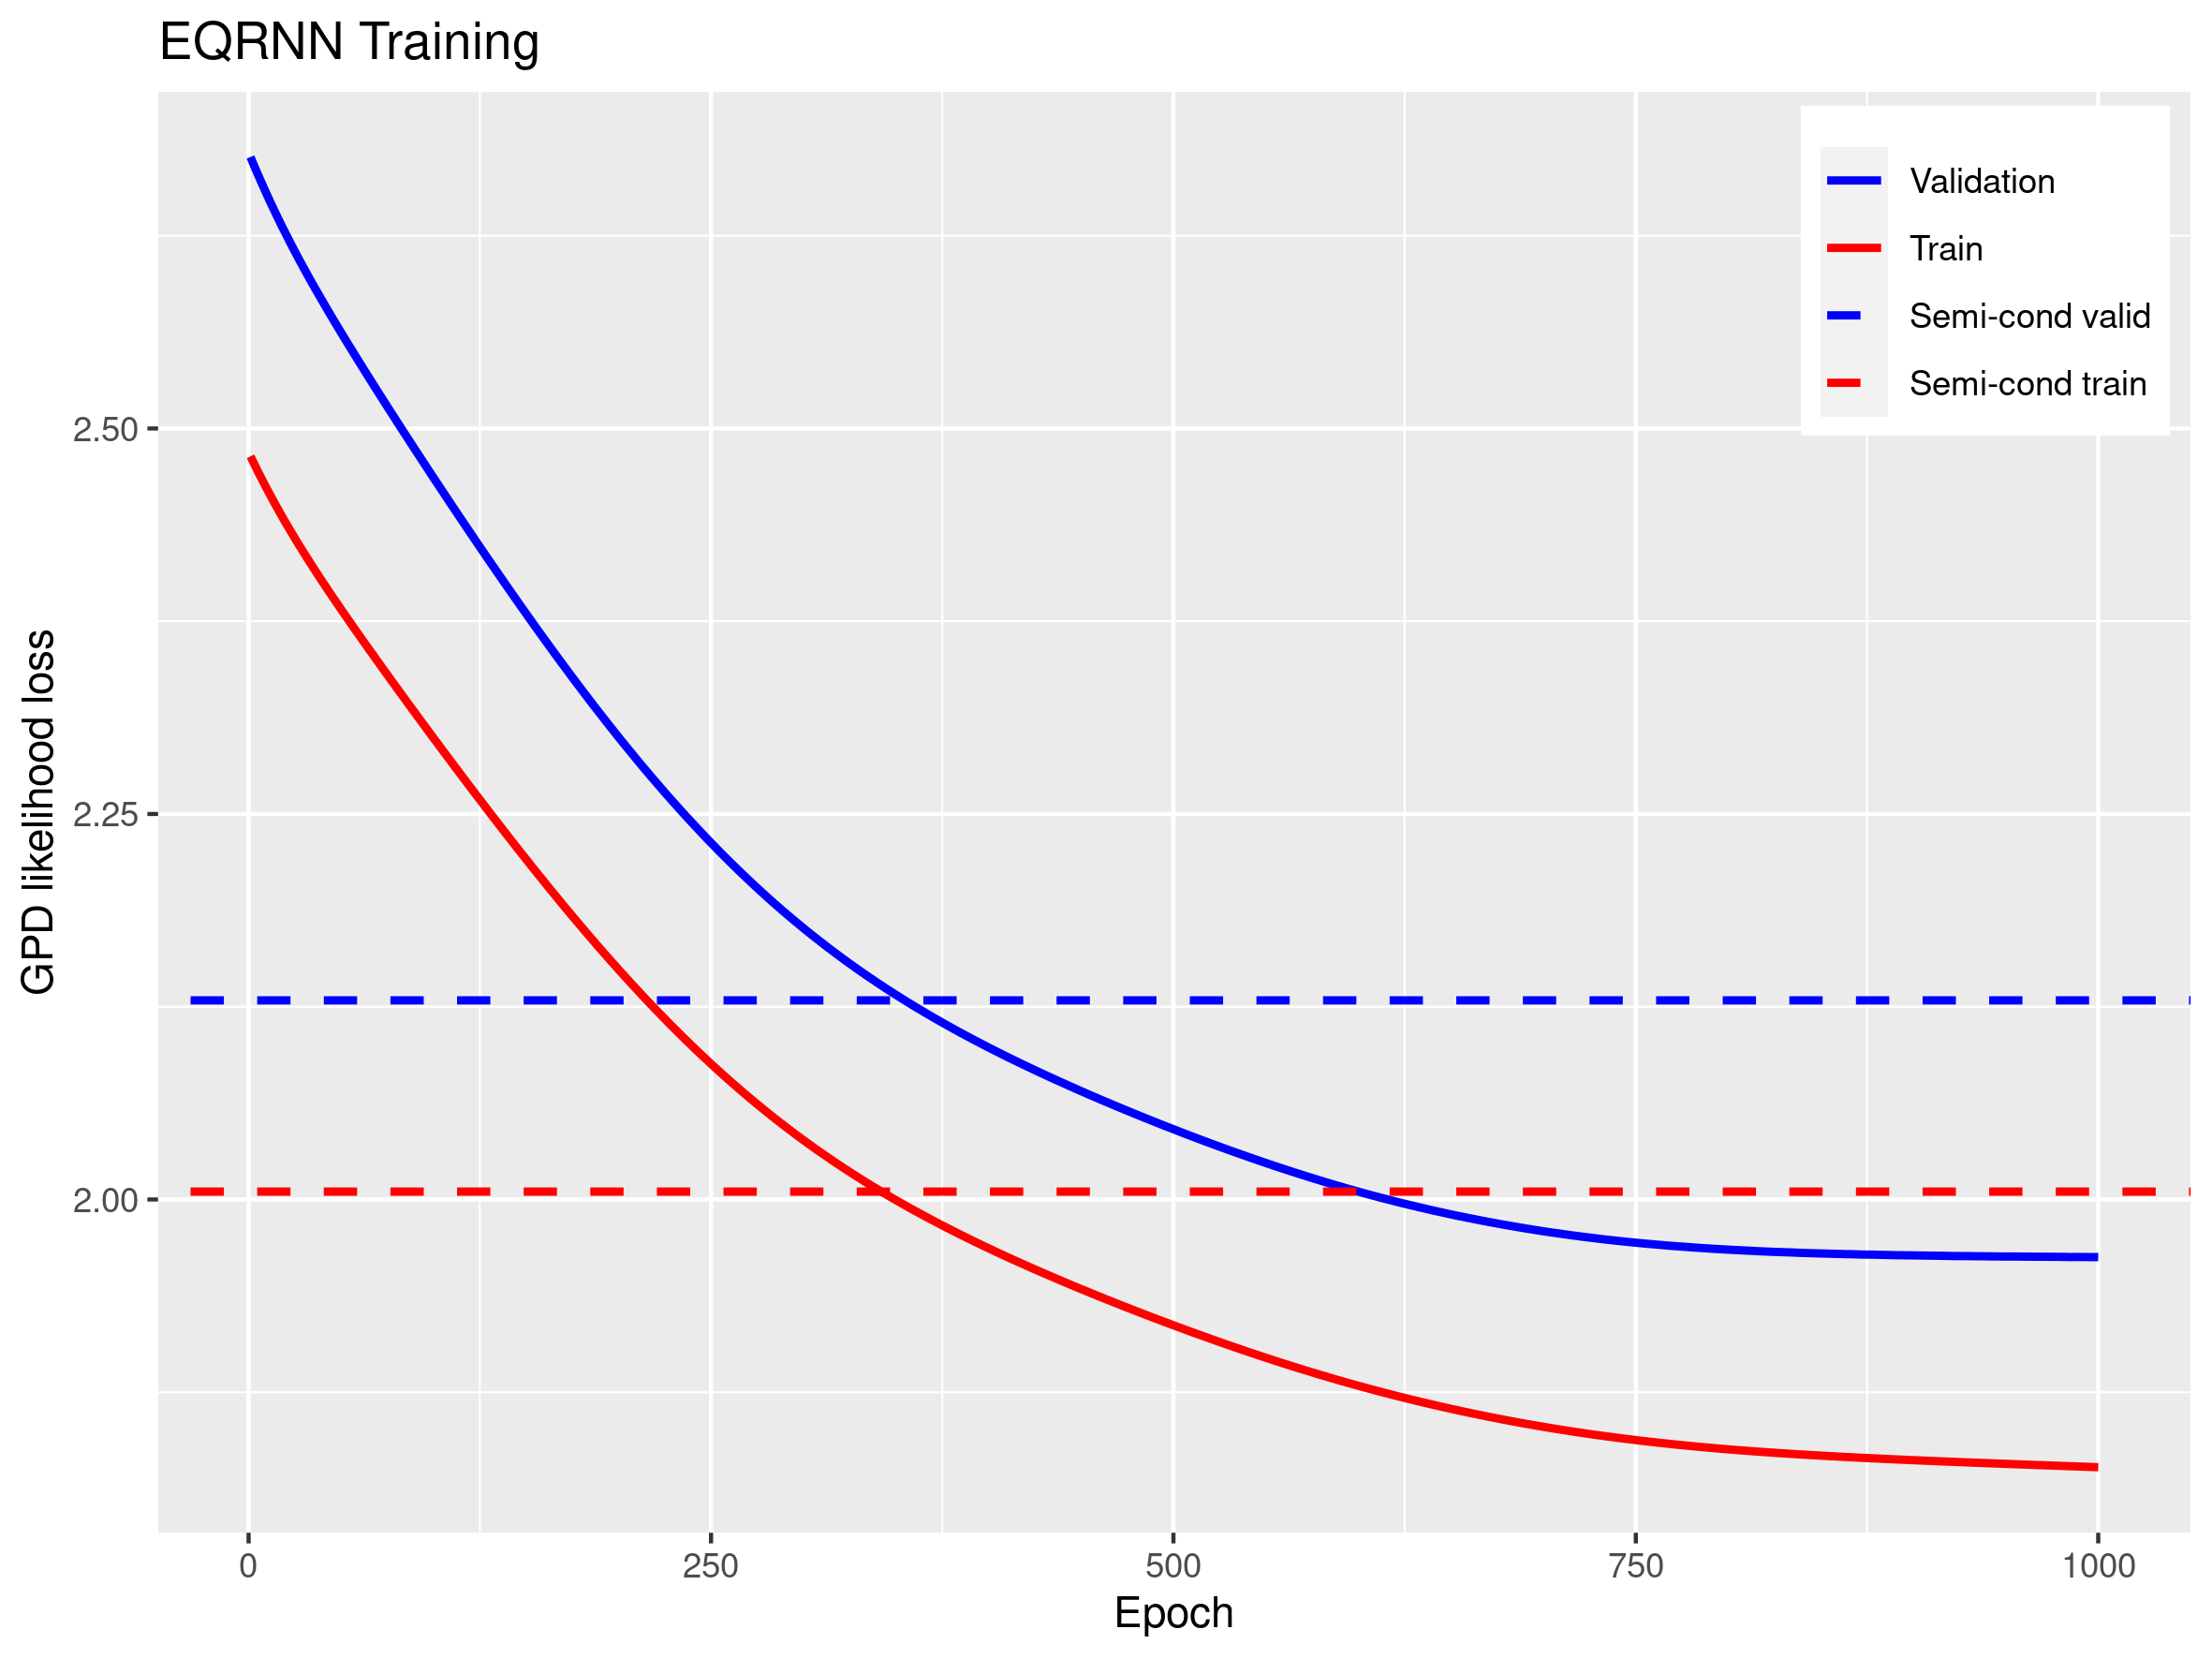 EQRNN Training
Validation
Train
Semi-cond valid
Semi-cond train
GPD likelihood loss
2.50
2.25
2.00
0 250 500 750 1000
Epoch